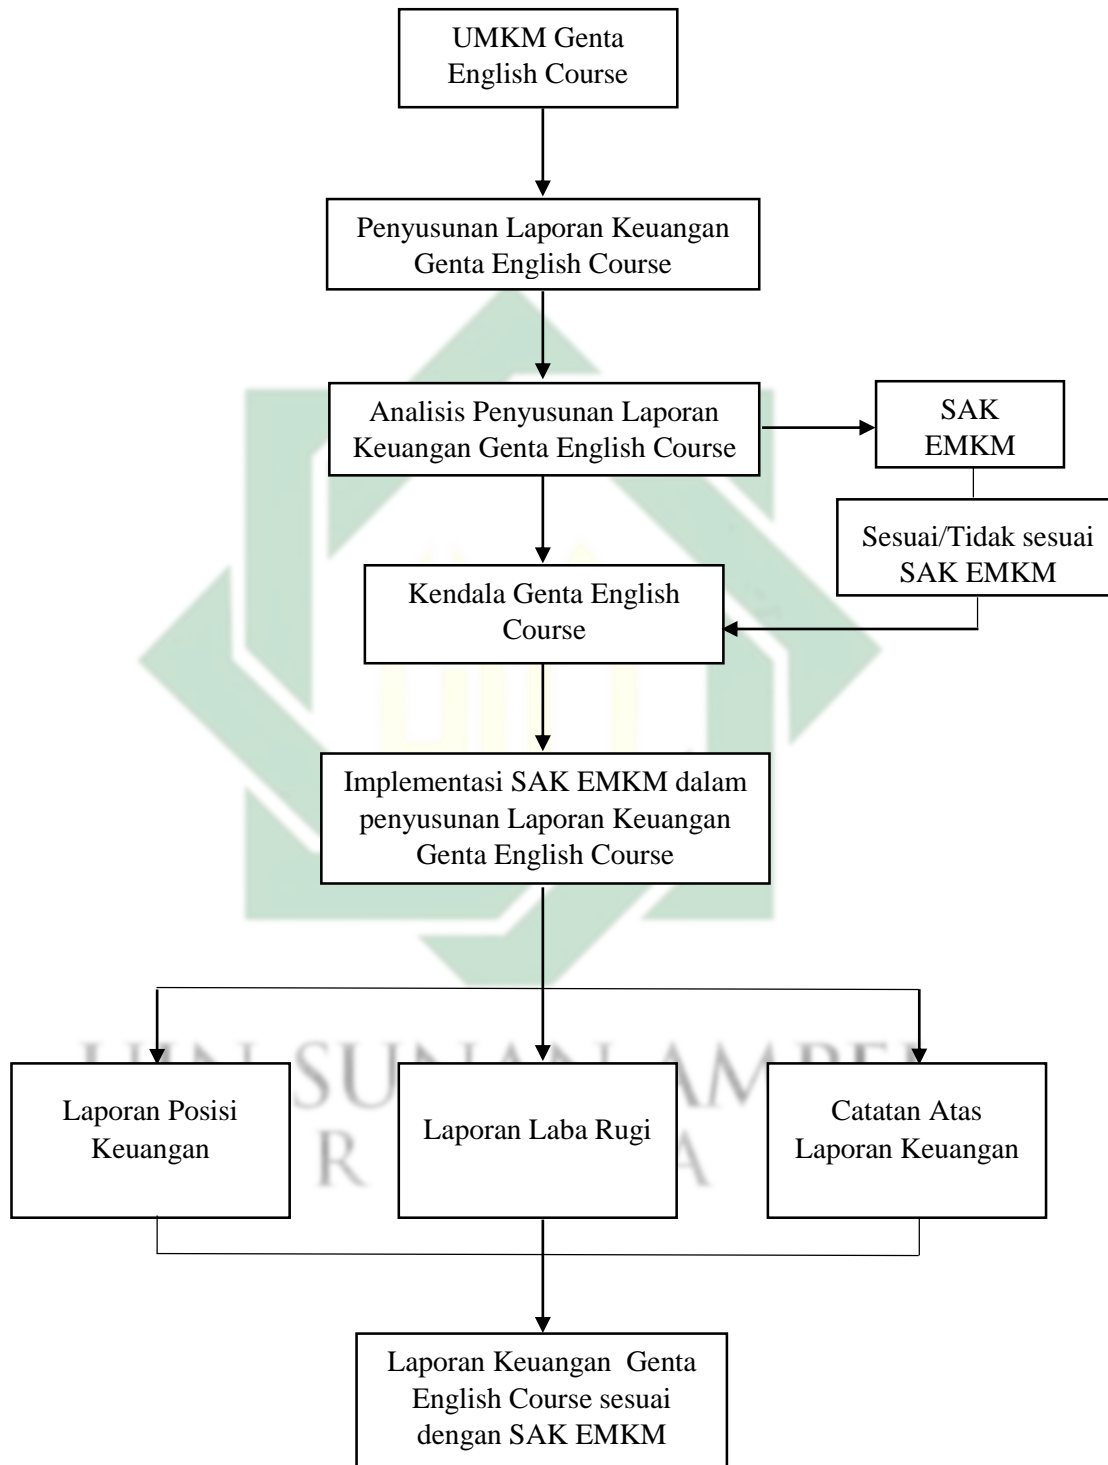 UMKM Genta
English Course
Penyusunan Laporan Keuangan
Genta English Course
Analisis Penyusunan Laporan
Keuangan Genta English Course
SAK
EMKM
Sesuai/Tidak sesuai
SAK EMKM
Kendala Genta English
Course
Implementasi SAK EMKM dalam
penyusunan Laporan Keuangan
Genta English Course
UIN SUNAN AMPEL
Laporan Posisi
Keuangan
Laporan Laba Rugi
Catatan Atas
Laporan Keuangan
Laporan Keuangan Genta
English Course sesuai
dengan SAK EMKM